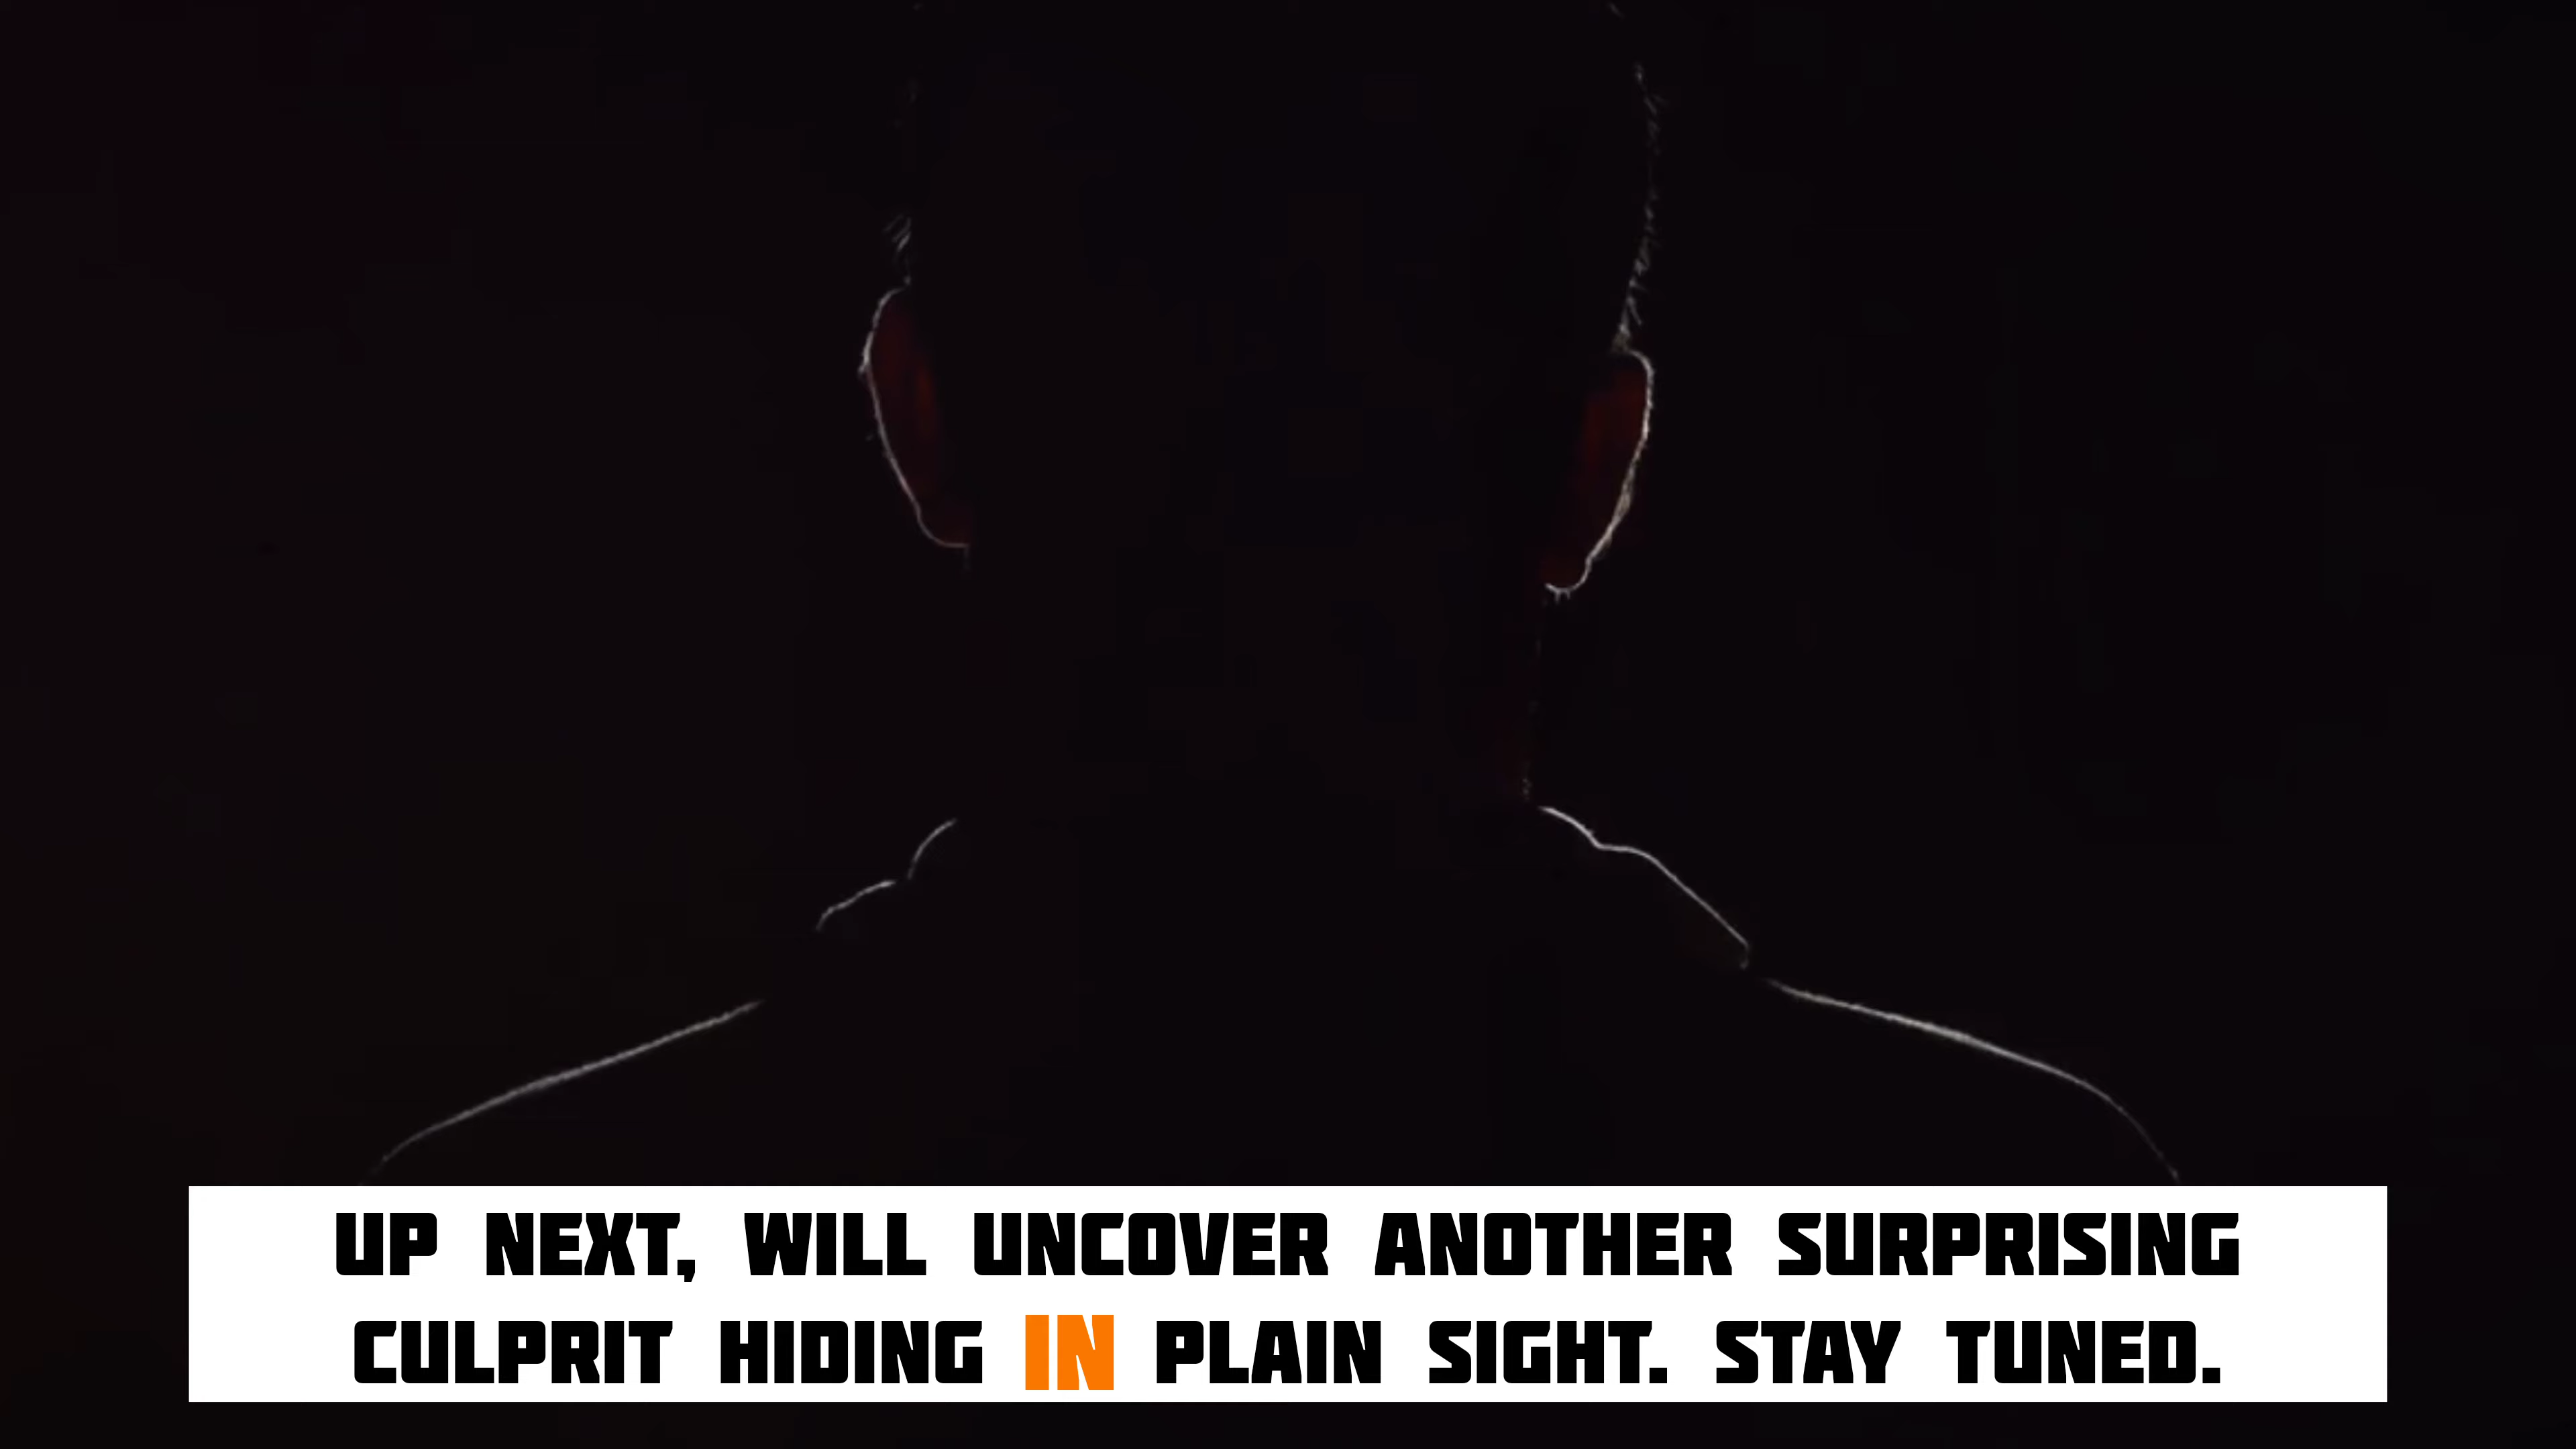 UP NEXT, WILL UNCOVER ANOTHER SURPRISING
CULPRIT HIDING IN PLAIN SIGHT. STAY TUNED.